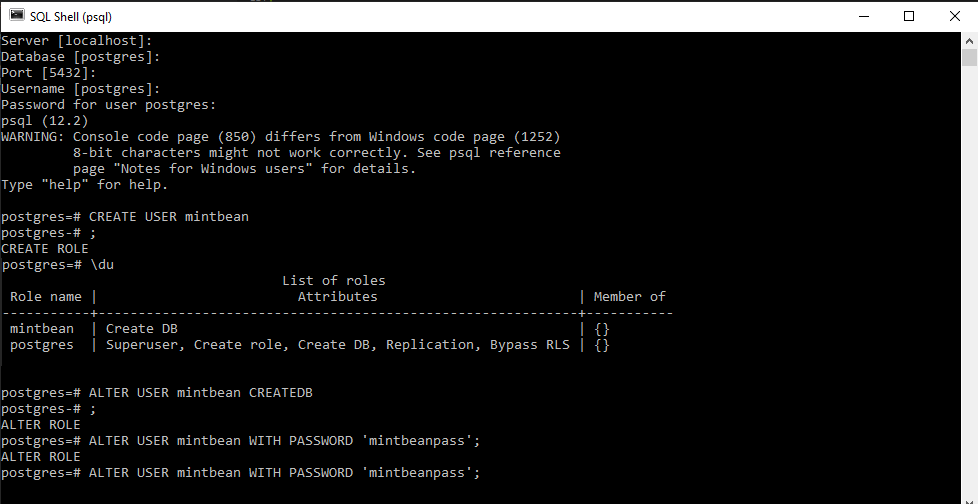 SQL Shell (psql)
Server [localhost]:
Database [postgres]:
Port [5432]:
Username [postgres]:
Password for user postgres:
psql (12.2)
WARNING: Console code page (850) differs from Windows code page (1252)
         8-bit characters might not work correctly. See psql reference
         page "Notes for Windows users" for details.
Type "help" for help.
postgres=# CREATE USER mintbean
postgres-# ;
CREATE ROLE
postgres=# \du
                                   List of roles
 Role name |                         Attributes                         | Member of
-----------+------------------------------------------------------------+-----------
 mintbean  | Create DB                                                  | {}
 postgres  | Superuser, Create role, Create DB, Replication, Bypass RLS | {}
postgres=# ALTER USER mintbean CREATEDB
postgres-# ;
ALTER ROLE
postgres=# ALTER USER mintbean WITH PASSWORD 'mintbeanpass';
ALTER ROLE
postgres=# ALTER USER mintbean WITH PASSWORD 'mintbeanpass';